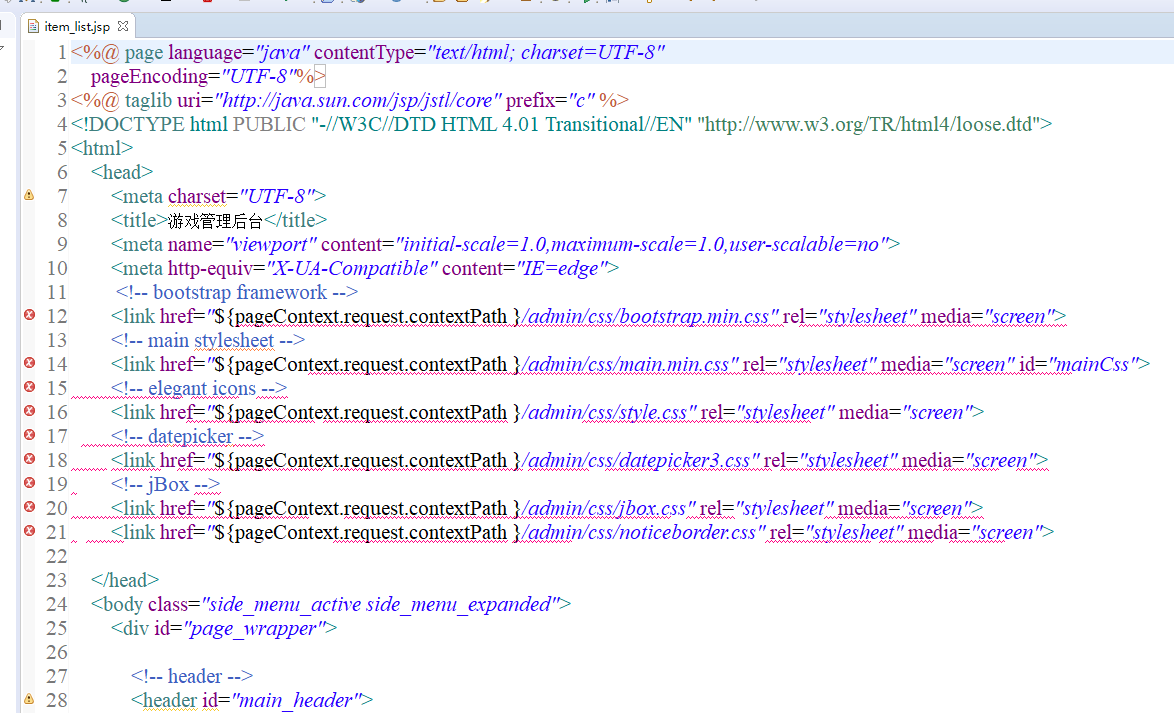 item_list.jsp
1 <%@ page language="java" contentType="text/html; charset=UTF-8"
2 pageEncoding="UTF-8"%>
3 <%@ taglib uri="http://java.sun.com/jsp/jstl/core" prefix="c" %>
4 <!DOCTYPE html PUBLIC "-//W3C//DTD HTML 4.01 Transitional//EN" "http://www.w3.org/TR/html4/loose.dtd">
5 <html>
6 <head>
7 <meta charset="UTF-8">
8 <title>游戏管理后台</title>
9 <meta name="viewport" content="initial-scale=1.0,maximum-scale=1.0,user-scalable=no">
10 <meta http-equiv="X-UA-Compatible" content="IE=edge">
11 <!-- bootstrap framework -->
12 <link href="${pageContext.request.contextPath }/admin/css/bootstrap.min.css" rel="stylesheet" media="screen">
13 <!-- main stylesheet -->
14 <link href="${pageContext.request.contextPath }/admin/css/main.min.css" rel="stylesheet" media="screen" id="mainCss">
15 <!-- elegant icons -->
16 <link href="${pageContext.request.contextPath }/admin/css/style.css" rel="stylesheet" media="screen">
17 <!-- datepicker -->
18 <link href="${pageContext.request.contextPath }/admin/css/datepicker3.css" rel="stylesheet" media="screen">
19 <!-- jBox -->
20 <link href="${pageContext.request.contextPath }/admin/css/jbox.css" rel="stylesheet" media="screen">
21 <link href="${pageContext.request.contextPath }/admin/css/noticeborder.css" rel="stylesheet" media="screen">
22
23 </head>
24 <body class="side_menu_active side_menu_expanded">
25 <div id="page_wrapper">
26
27 <!-- header -->
28 <header id="main_header">